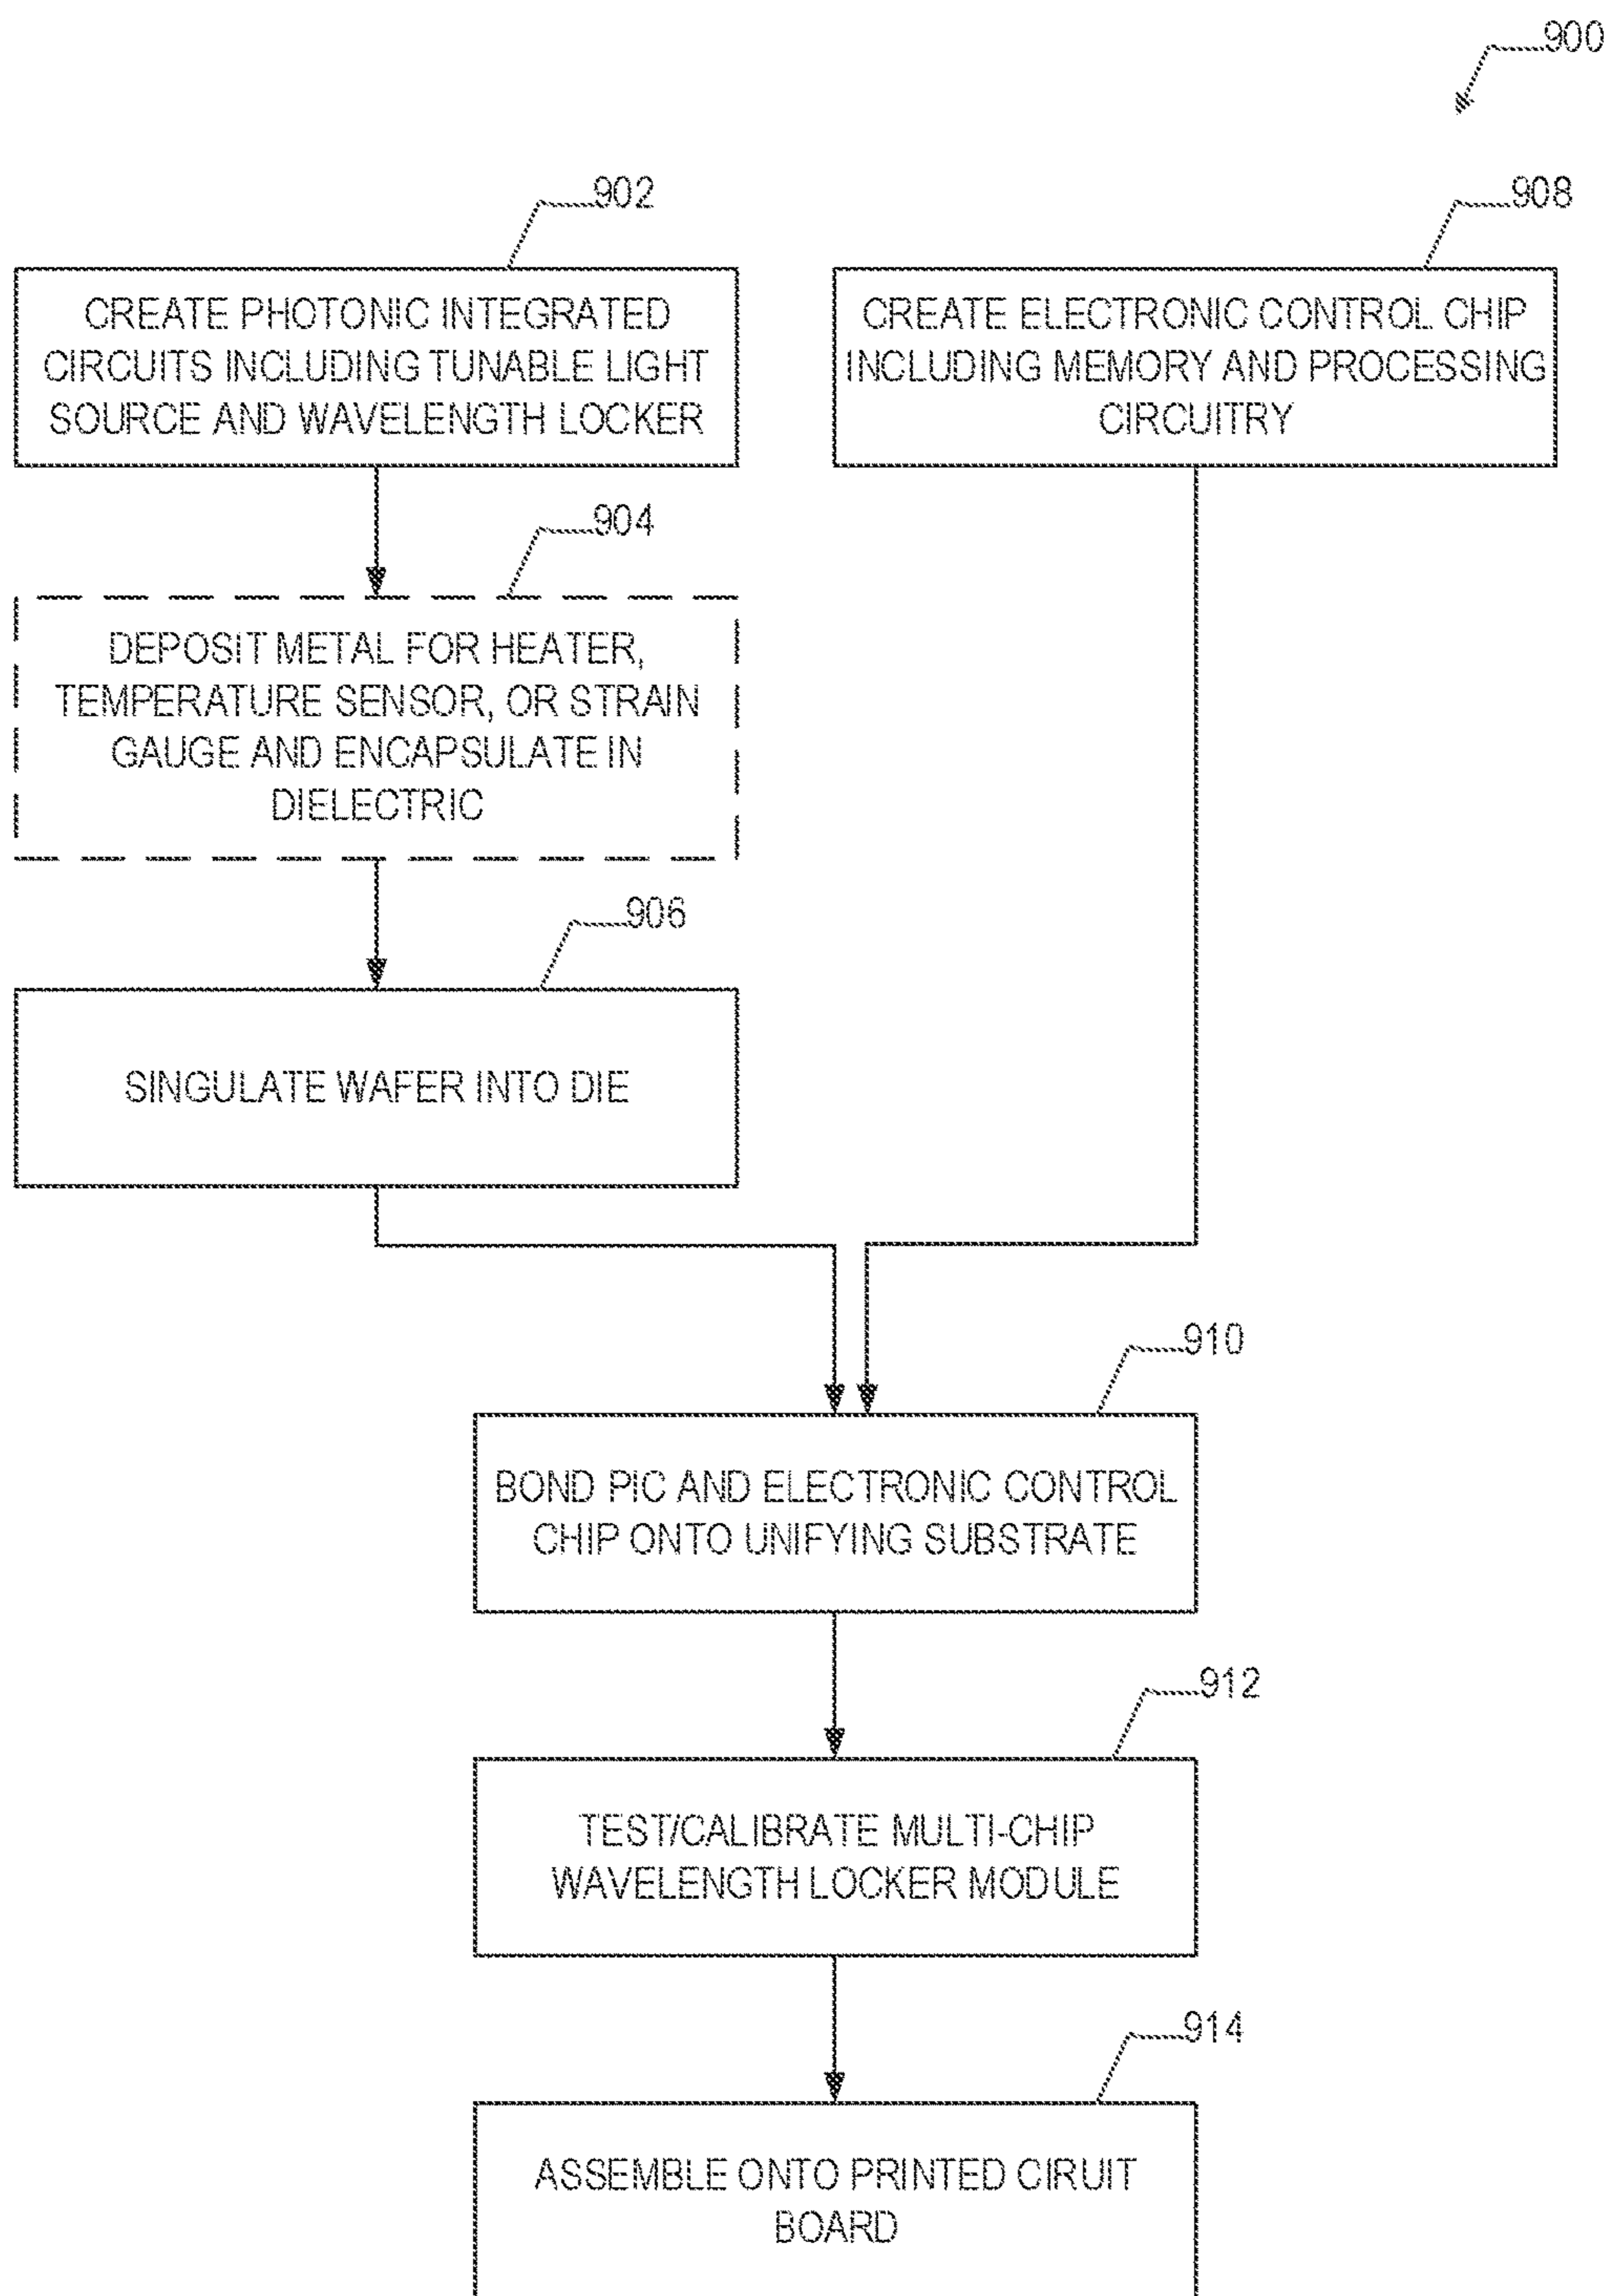 900
902
908
CREATE PHOTONIC INTEGRATED
CIRCUITS INCLUDING TUNABLE LIGHT
SOURCE AND WAVELENGTH LOCKER
CREATE ELECTRONIC CONTROL CHIP
INCLUDING MEMORY AND PROCESSING
CIRCUITRY
904
DEPOSIT METAL FOR HEATER,
TEMPERATURE SENSOR, OR STRAIN
GAUGE AND ENCAPSULATE IN
DIELECTRIC
906
SINGULATE WAFER INTO DIE
910
BOND PIC AND ELECTRONIC CONTROL
CHIP ONTO UNIFYING SUBSTRATE
912
TEST/CALIBRATE MULTI-CHIP
WAVELENGTH LOCKER MODULE
914
ASSEMBLE ONTO PRINTED CIRUIT
BOARD